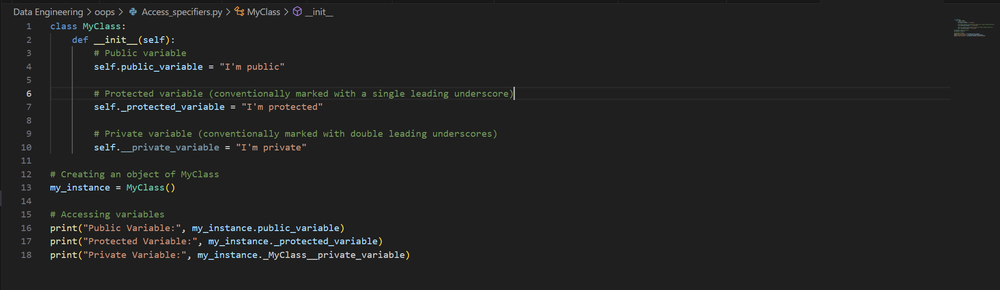 Data Engineering > oops > Access_specifiers.py > MyClass > __init__
1 class MyClass:
2     def __init__(self):
3         # Public variable
4         self.public_variable = "I'm public"
5
6         # Protected variable (conventionally marked with a single leading underscore)
7         self._protected_variable = "I'm protected"
8
9         # Private variable (conventionally marked with double leading underscores)
10         self.__private_variable = "I'm private"
11
12 # Creating an object of MyClass
13 my_instance = MyClass()
14
15 # Accessing variables
16 print("Public Variable:", my_instance.public_variable)
17 print("Protected Variable:", my_instance._protected_variable)
18 print("Private Variable:", my_instance._MyClass__private_variable)